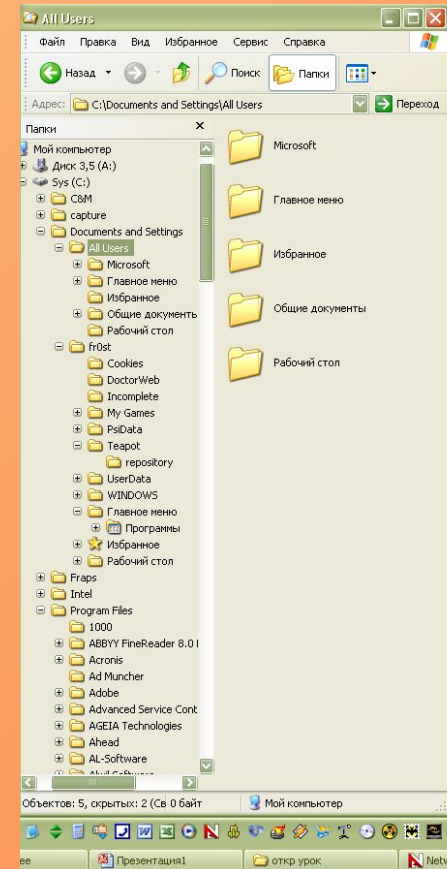 All Users
Файл Правка Вид Избранное Сервис Справка
Назад Поиск Папки
Адрес: C:\Documents and Settings\All Users Переход
Папки x
Мой компьютер
Диск 3,5 (A:)
Sys (C:)
C&M
capture
Documents and Settings
All Users
Microsoft
Главное меню
Избранное
Общие документы
Рабочий стол
fr0st
Cookies
DoctorWeb
Incomplete
My Games
PsiData
Teapot
repository
UserData
WINDOWS
Главное меню
Программы
Избранное
Рабочий стол
Fraps
Intel
Program Files
1000
ABBYY FineReader 8.0
Acronis
Ad Muncher
Adobe
Advanced Service Cont
AGEIA Technologies
Ahead
AL-Software
Microsoft
Главное меню
Избранное
Общие документы
Рабочий стол
Объектов: 5, скрытых: 2 (Св 0 байт Мой компьютер
ee Презентация1 откр урок Netw